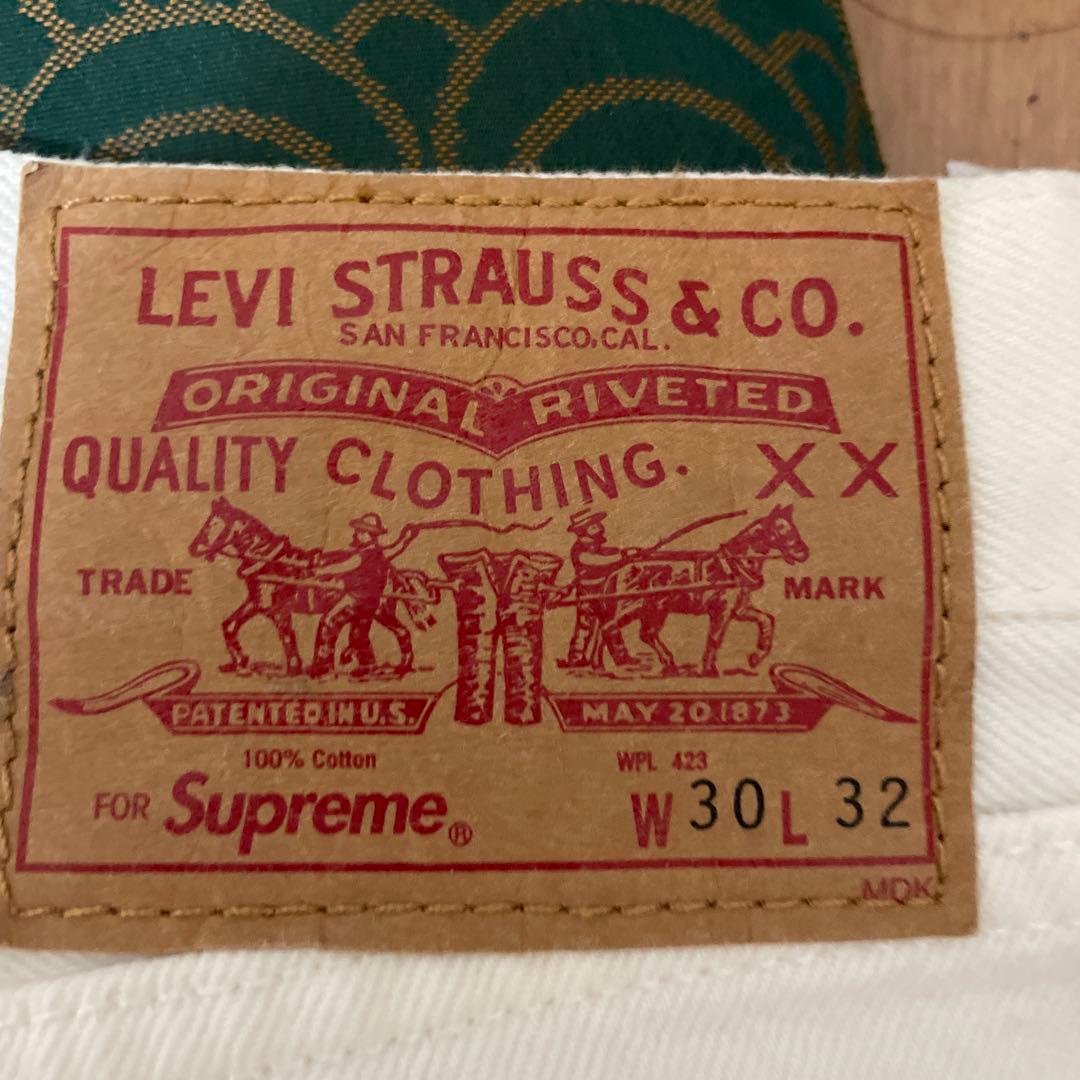 LEVI STRAUSS & CO.
SAN FRANCISCO, CAL.
ORIGINAL RIVETED
QUALITY CLOTHING. XX
TRADE MARK
PATENTED IN U.S. MAY 20 1873
100% Cotton WPL 423
FOR Supreme® W 30 L 32
MDK